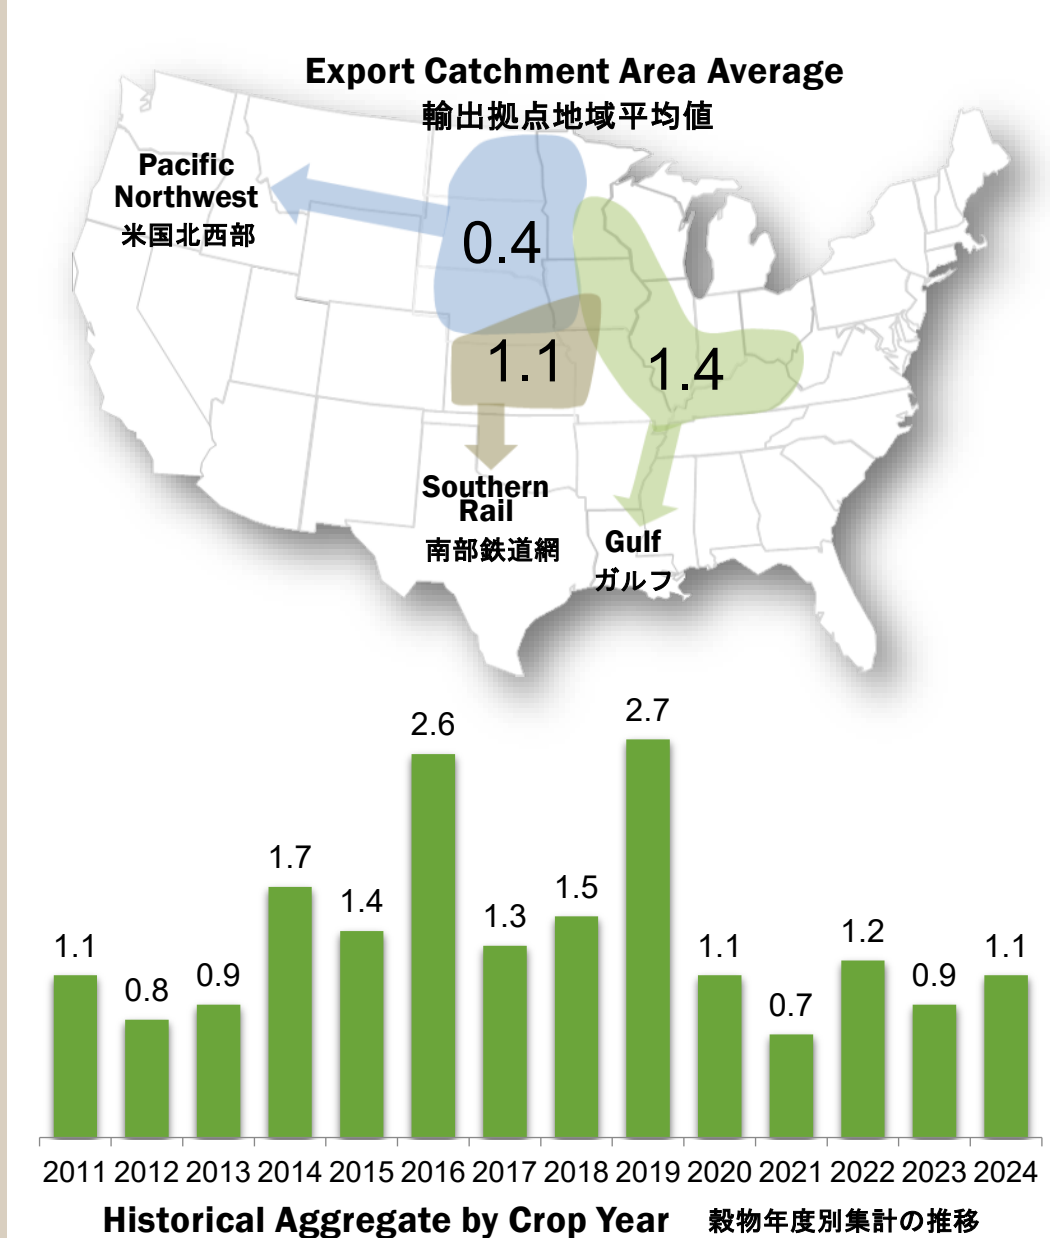 Export Catchment Area Average
輸出拠点地域平均値
Pacific
Northwest
米国北西部
0.4
1.1
1.4
Southern
Rail
南部鉄道網
Gulf
ガルフ
1.1
0.8
0.9
1.7
1.4
2.6
1.3
1.5
2.7
1.1
0.7
1.2
0.9
1.1
2011 2012 2013 2014 2015 2016 2017 2018 2019 2020 2021 2022 2023 2024
Historical Aggregate by Crop Year 穀物年度別集計の推移